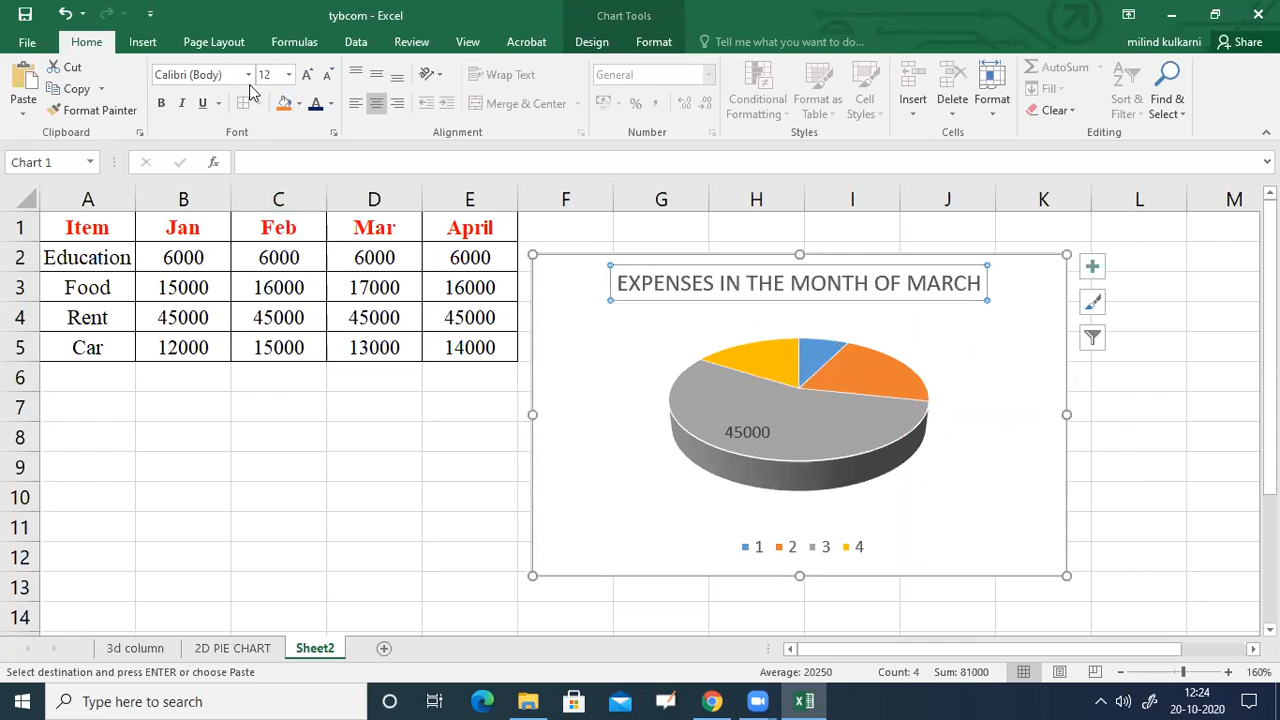 tybcom - Excel
Chart Tools
File Home Insert Page Layout Formulas Data Review View Acrobat Design Format Tell me what you want to do... milind kulkarni Share
Paste Cut Copy Format Painter Clipboard
Calibri (Body) 12 B I U A Font
Wrap Text Merge & Center Alignment
General % , Number
Conditional Formatting Format as Table Cell Styles Styles
Insert Delete Format Cells
AutoSum Fill Clear Sort & Filter Find & Select Editing
Chart 1 fx
A B C D E F G H I J K L M
1 Item Jan Feb Mar April
2 Education 6000 6000 6000 6000
3 Food 15000 16000 17000 16000
4 Rent 45000 45000 45000 45000
5 Car 12000 15000 13000 14000
6
7
8
9
10
11
12
13
14
EXPENSES IN THE MONTH OF MARCH
45000
1 2 3 4
3d column 2D PIE CHART Sheet2
Select destination and press ENTER or choose Paste Average: 20250 Count: 4 Sum: 81000 160%
Type here to search
12:24
20-10-2020